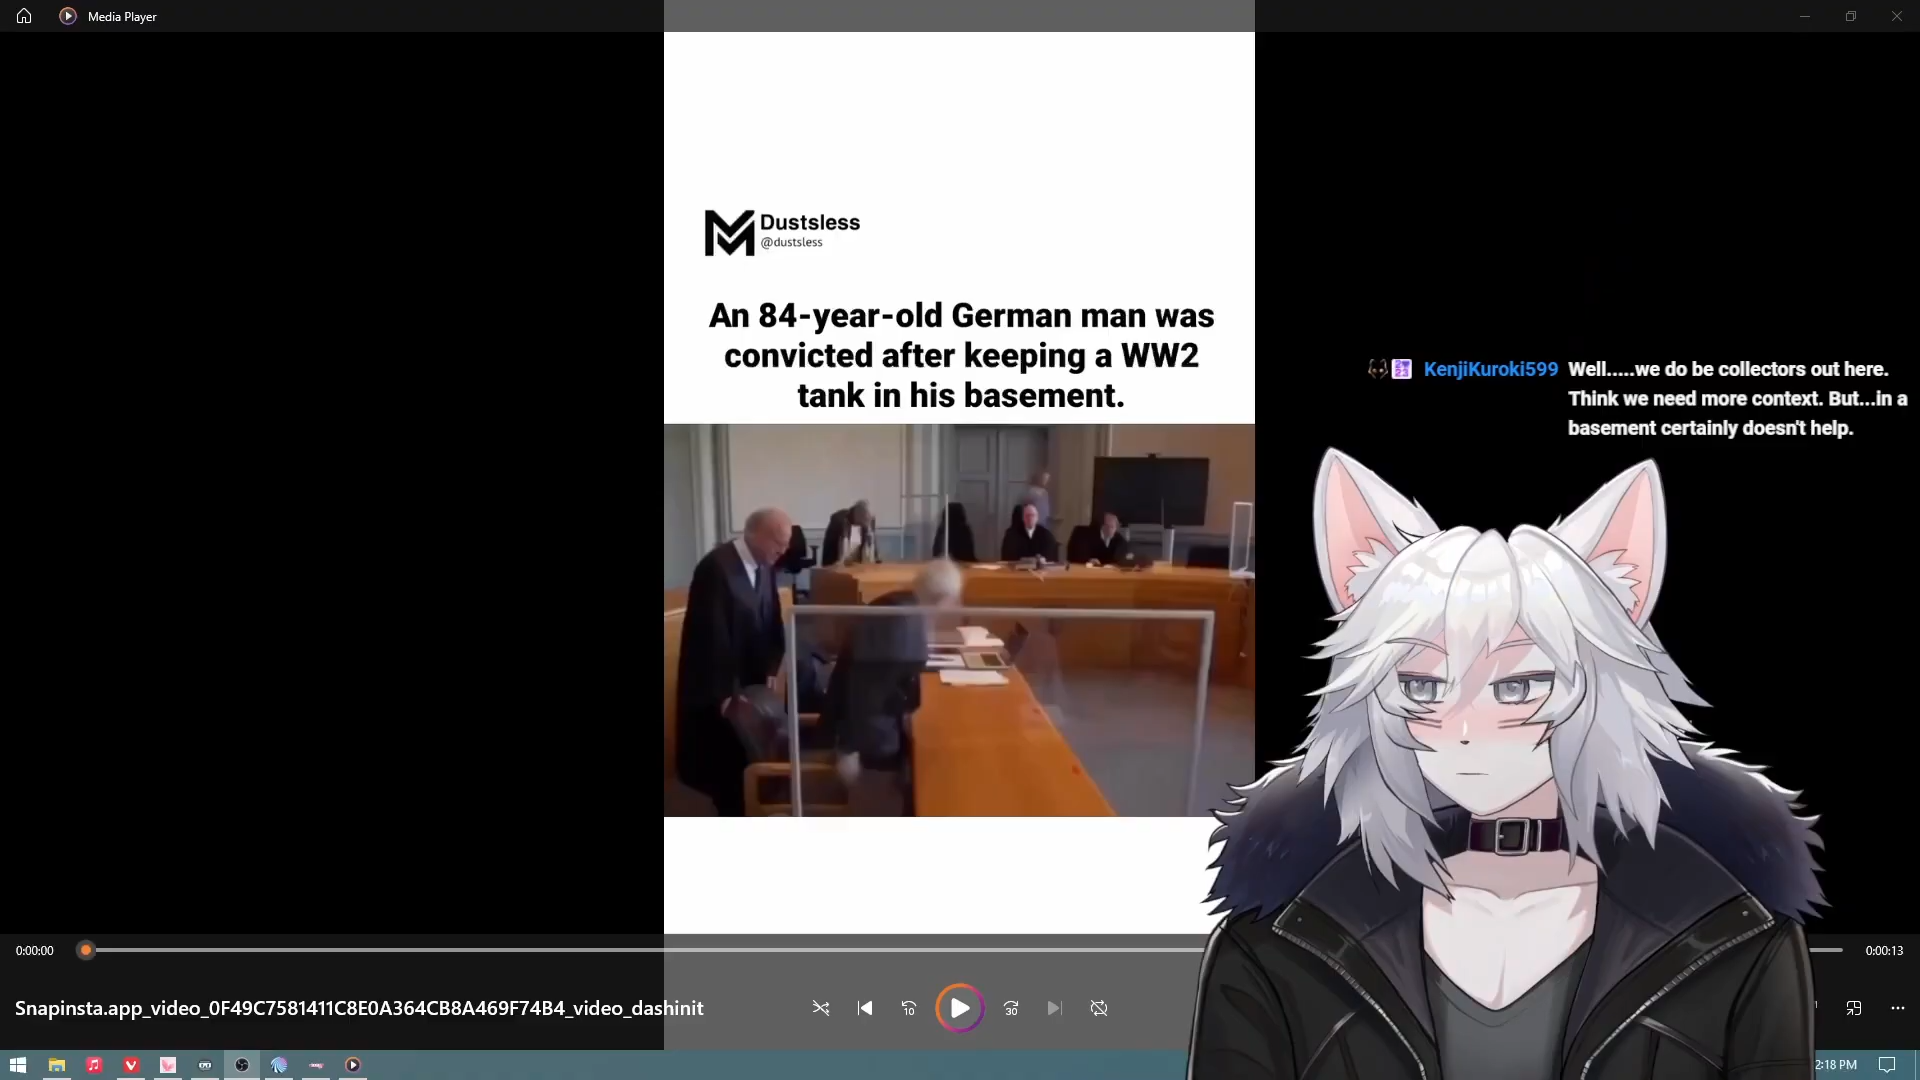 Media Player
Dustsless
@dustsless
An 84-year-old German man was
convicted after keeping a WW2
tank in his basement.
KenjiKuroki599 Well.....we do be collectors out here.
Think we need more context. But...in a
basement certainly doesn't help.
0:00:00
0:00:13
Snapinsta.app_video_0F49C7581411C8E0A364CB8A469F74B4_video_dashinit
10
30
2:18 PM